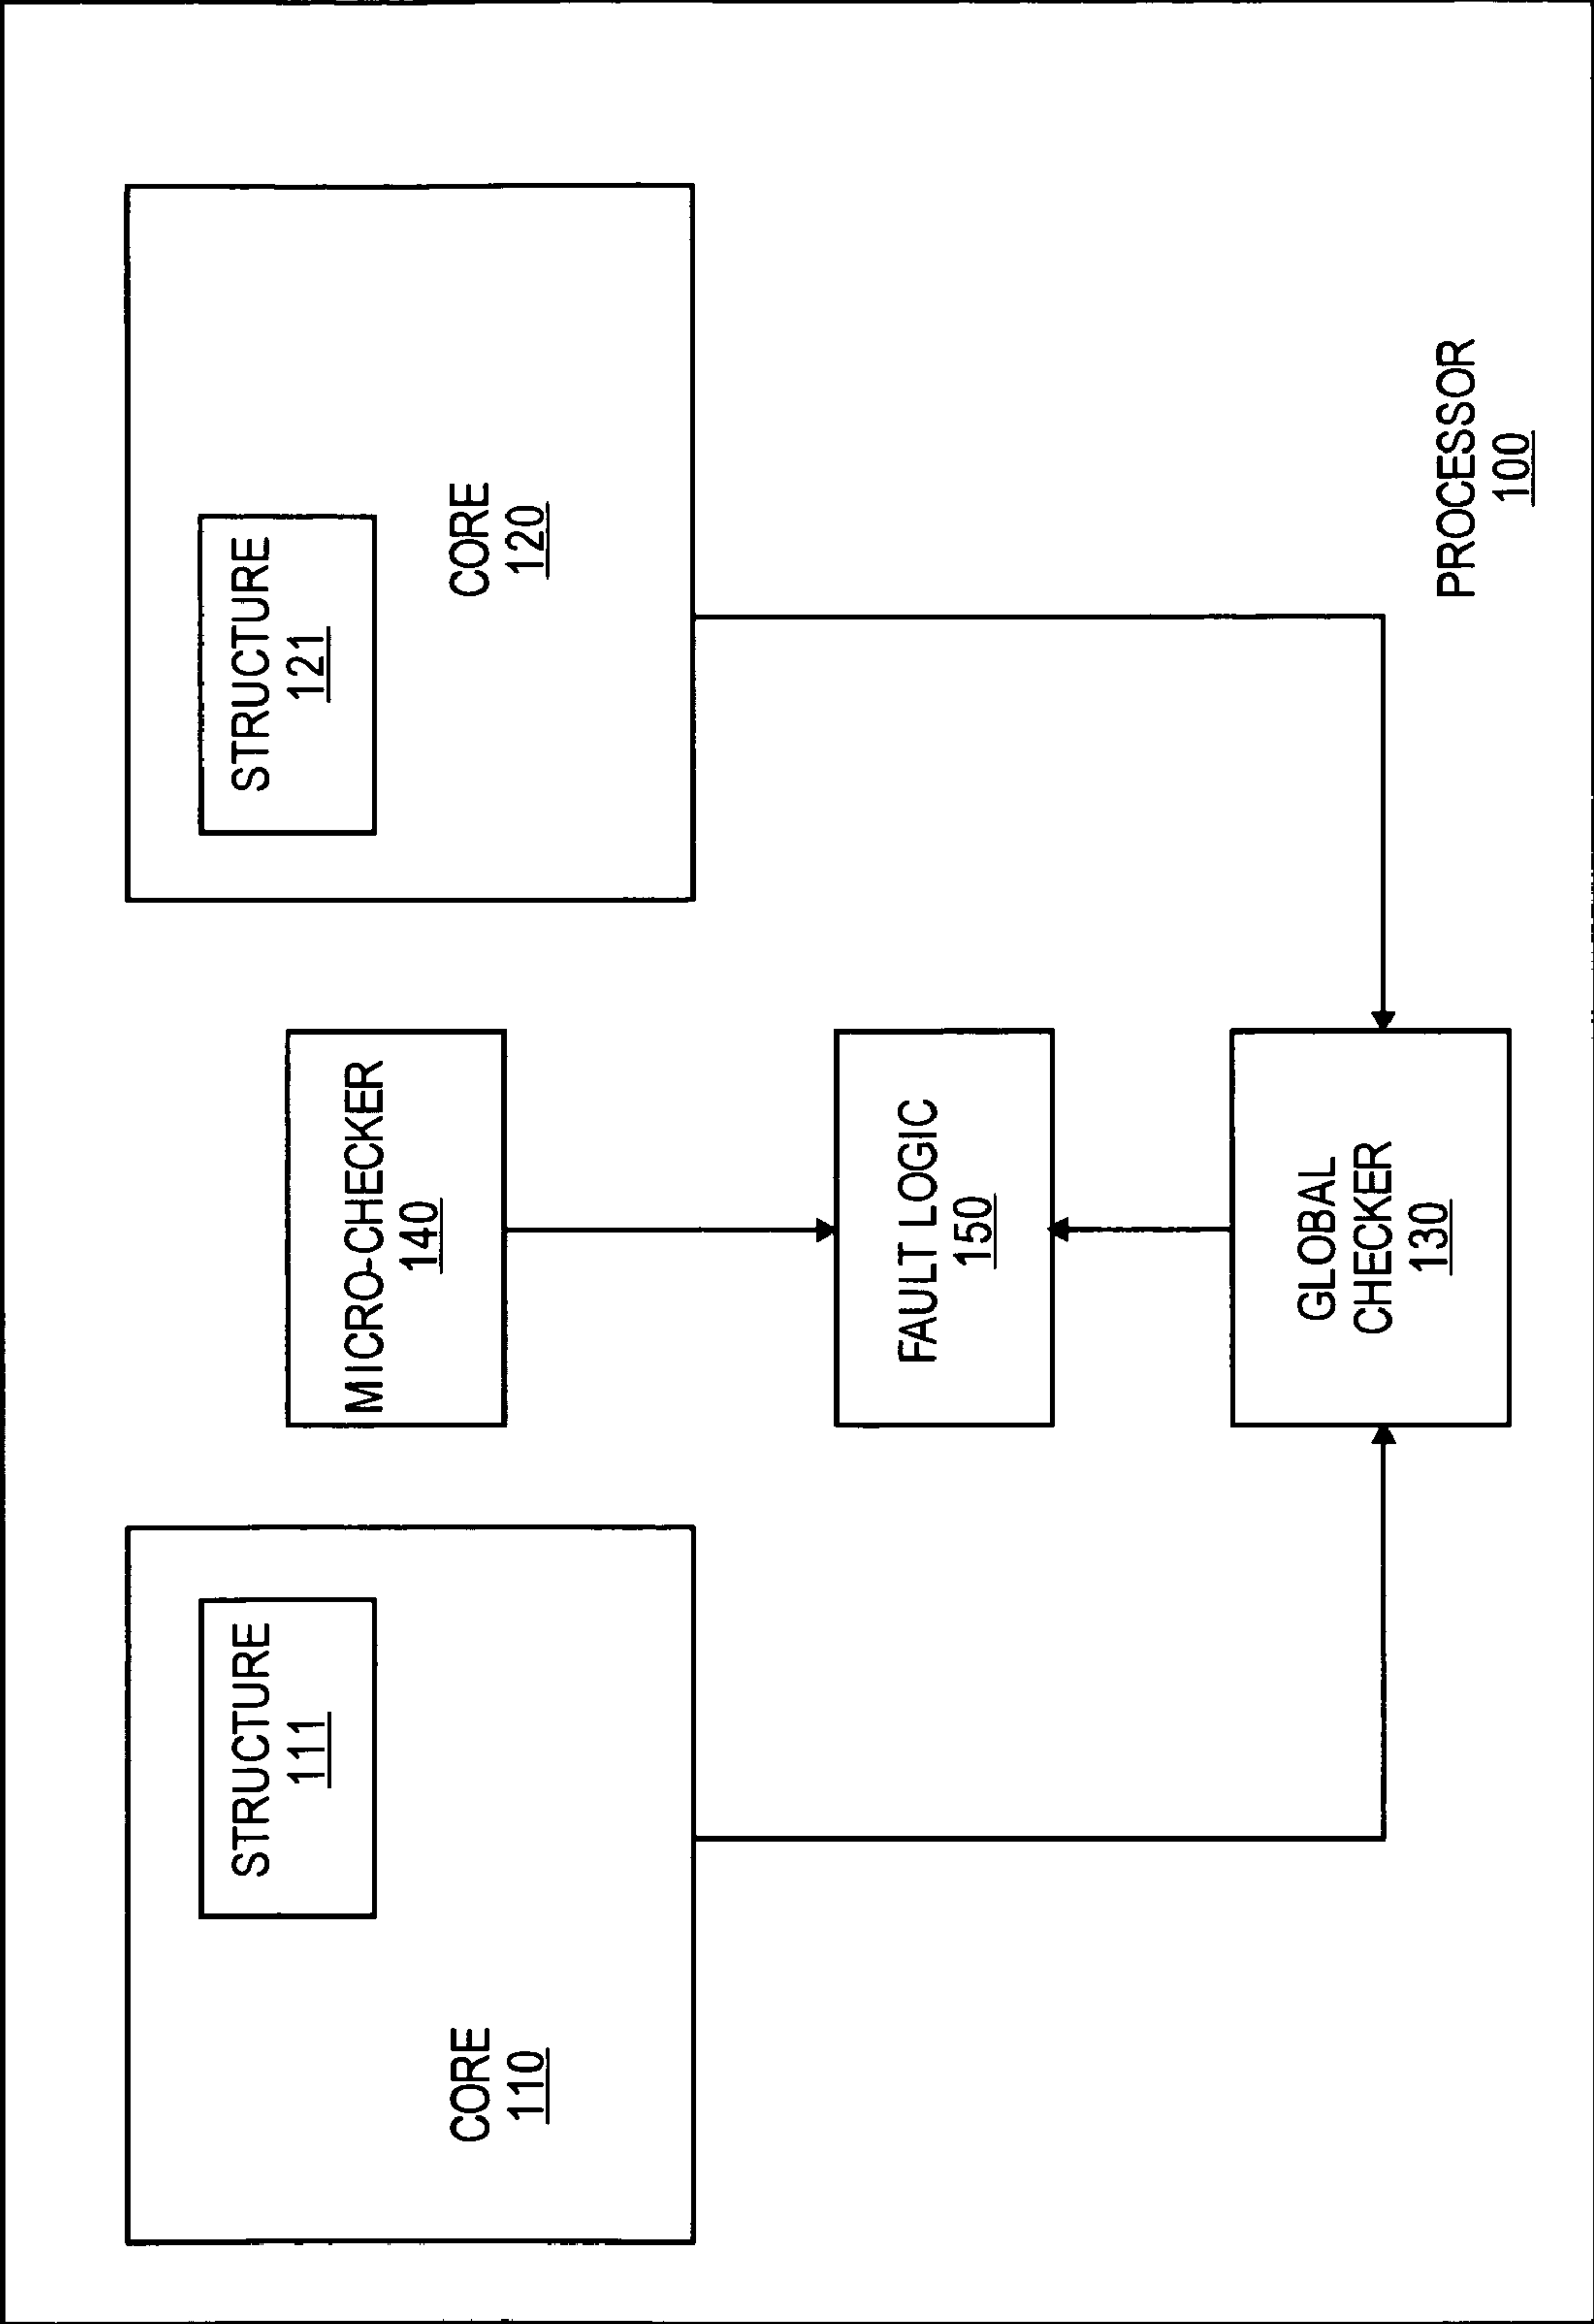 STRUCTURE
111
CORE
110
MICRO-CHECKER
140
FAULT LOGIC
150
GLOBAL
CHECKER
130
STRUCTURE
121
CORE
120
PROCESSOR
100